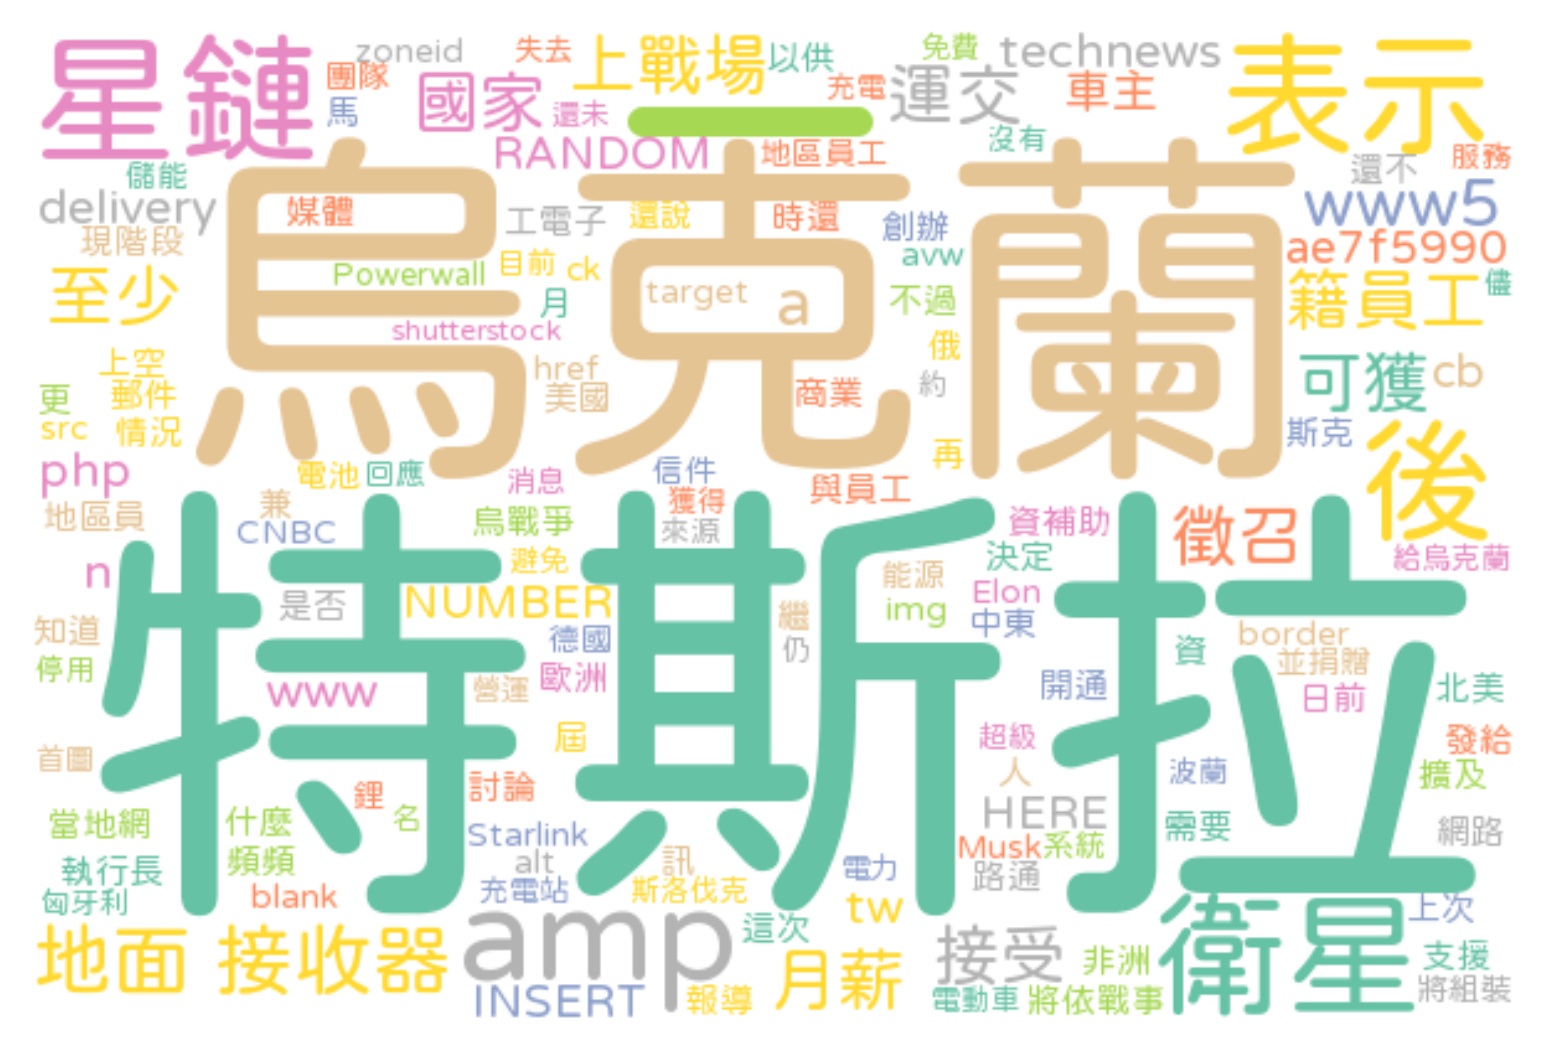 星鏈
zoneid
團隊
馬
失去
國家
還未
上戰場
以供
充電
運交
免費
technews
車主
沒有
表示
RANDOM
一
地區員工
還不
服務
儲能
delivery
現階段
媒體
工電子
還說
時還
創辦
avw
www5
ae7f5990
烏克蘭
至少
Powerwall
目前
ck
月
target
a
不過
籍員工
儘
shutterstock
俄
上空
郵件
更
src
情況
href
美國
商業
約
可獲
cb
斯克
php
電池
回應
消息
信件
再
後
地區員
兼
CNBC
烏戰爭
獲得
來源
與員工
資補助
徵召
給烏克蘭
n
避免
決定
特斯拉
是否
NUMBER
能源
img
Elon
中東
知道
停用
德國
繼
仍
資
border
並捐贈
www
營運
歐洲
開通
日前
北美
首圖
屆
超級
人
波蘭
發給
擴及
鋰
討論
名
當地網
什麼
Starlink
HERE
需要
網路
執行長
頻頻
alt
訊
電力
Musk
系統
路通
匈牙利
blank
充電站
斯洛伐克
tw
上次
地面
接收器
amp
這次
月薪
接受
非洲
衛星
支援
INSERT
報導
電動車
將依戰事
將組裝